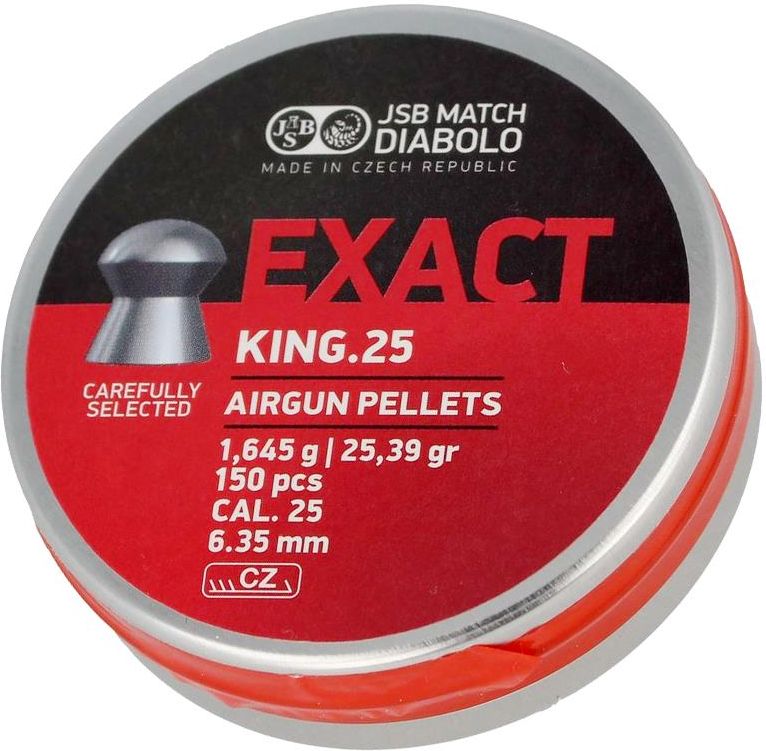 JSB
JSB MATCH
DIABOLO
MADE IN CZECH REPUBLIC
EXACT
KING.25
CAREFULLY
SELECTED
AIRGUN PELLETS
1,645 g | 25,39 gr
150 pcs
CAL. 25
6.35 mm
CZ